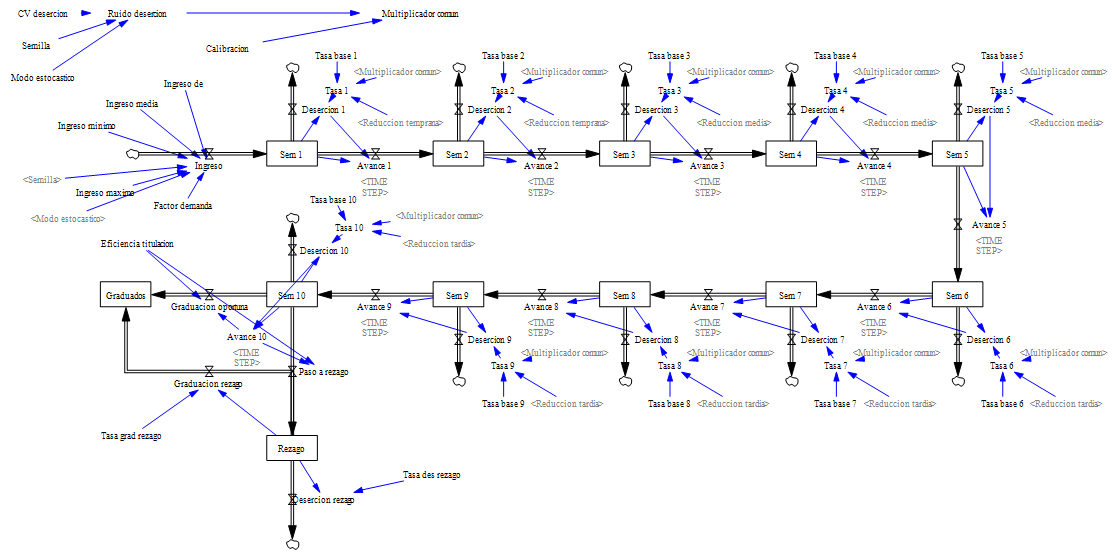 CV desercion
Ruido desercion
Multiplicador comun
Semilla
Calibracion
Modo estocastico
Tasa base 1
Tasa base 2
Tasa base 3
Tasa base 4
Tasa base 5
<Multiplicador comun>
<Multiplicador comun>
<Multiplicador comun>
<Multiplicador comun>
<Multiplicador comun>
Ingreso de
Tasa 1
Tasa 2
Tasa 3
Tasa 4
Tasa 5
Ingreso media
Desercion 1
Desercion 2
Desercion 3
Desercion 4
Desercion 5
Ingreso minimo
<Reduccion temprana>
<Reduccion temprana>
<Reduccion media>
<Reduccion media>
<Reduccion media>
Sem 1
Sem 2
Sem 3
Sem 4
Sem 5
Ingreso
Avance 1
Avance 2
Avance 3
Avance 4
<Semilla>
<TIME
STEP>
<TIME
STEP>
<TIME
STEP>
<TIME
STEP>
Ingreso maximo
Factor demanda
<Modo estocastico>
Tasa base 10
<Multiplicador comun>
Tasa 10
Avance 5
<TIME
STEP>
Eficiencia titulacion
<Reduccion tardia>
Desercion 10
Graduados
Sem 10
Sem 9
Sem 8
Sem 7
Sem 6
Graduacion oportuna
Avance 9
Avance 8
Avance 7
Avance 6
<TIME
STEP>
<TIME
STEP>
<TIME
STEP>
<TIME
STEP>
Avance 10
<TIME
STEP>
Desercion 9
Desercion 8
Desercion 7
Desercion 6
<Multiplicador comun>
<Multiplicador comun>
<Multiplicador comun>
<Multiplicador comun>
Paso a rezago
Tasa 9
Tasa 8
Tasa 7
Tasa 6
Graduacion rezago
Tasa base 9
<Reduccion tardia>
Tasa base 8
<Reduccion tardia>
Tasa base 7
<Reduccion tardia>
Tasa base 6
<Reduccion tardia>
Tasa grad rezago
Rezago
Tasa des rezago
Desercion rezago